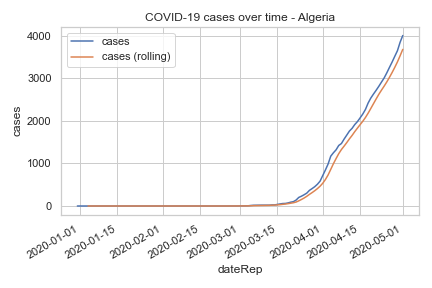 COVID-19 cases over time - Algeria
cases
cases (rolling)
cases
4000
3000
2000
1000
0
2020-01-01
2020-01-15
2020-02-01
2020-02-15
2020-03-01
2020-03-15
2020-04-01
2020-04-15
2020-05-01
dateRep